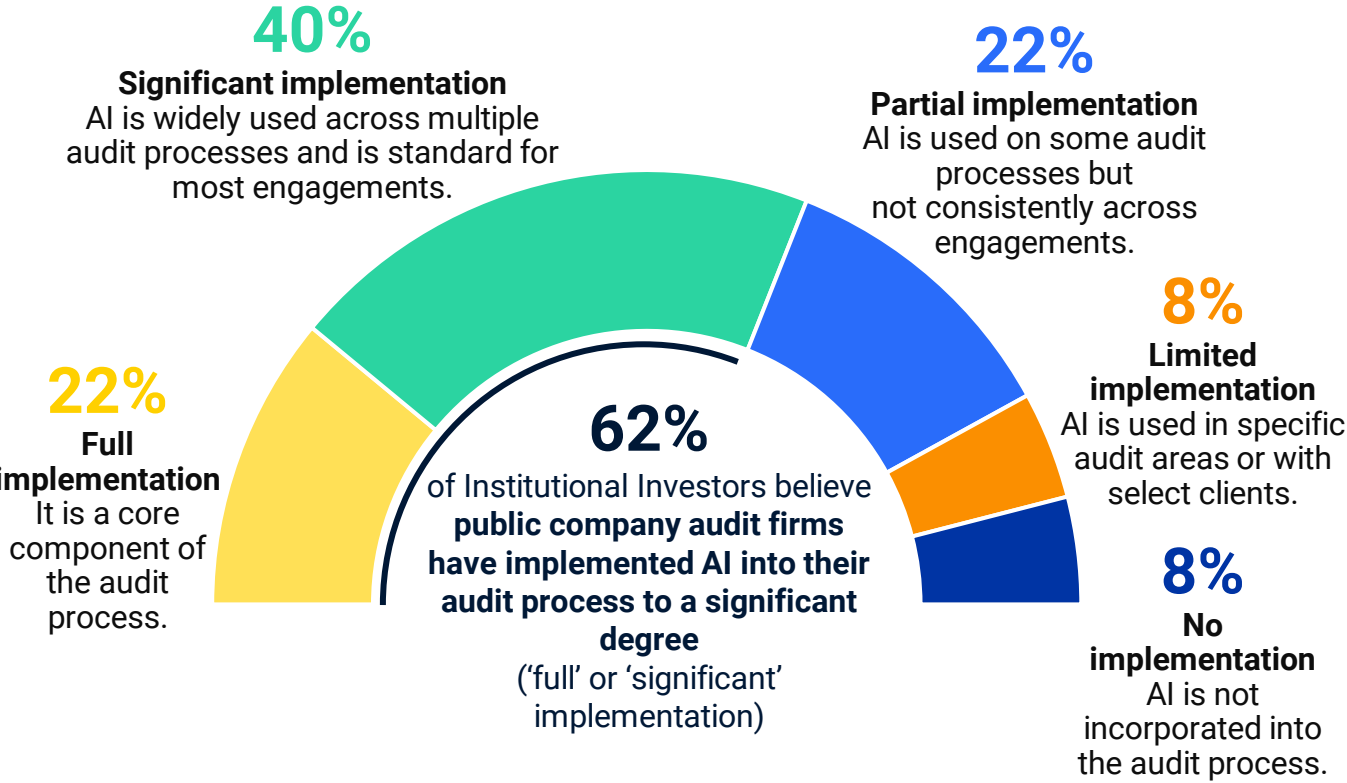 40%
Significant implementation
AI is widely used across multiple
audit processes and is standard for
most engagements.
22%
Partial implementation
AI is used on some audit
processes but
not consistently across
engagements.
8%
Limited
implementation
AI is used in specific
audit areas or with
select clients.
22%
Full
implementation
It is a core
component of
the audit
process.
62%
of Institutional Investors believe
public company audit firms
have implemented AI into their
audit process to a significant
degree
(‘full’ or ‘significant’
implementation)
8%
No
implementation
AI is not
incorporated into
the audit process.